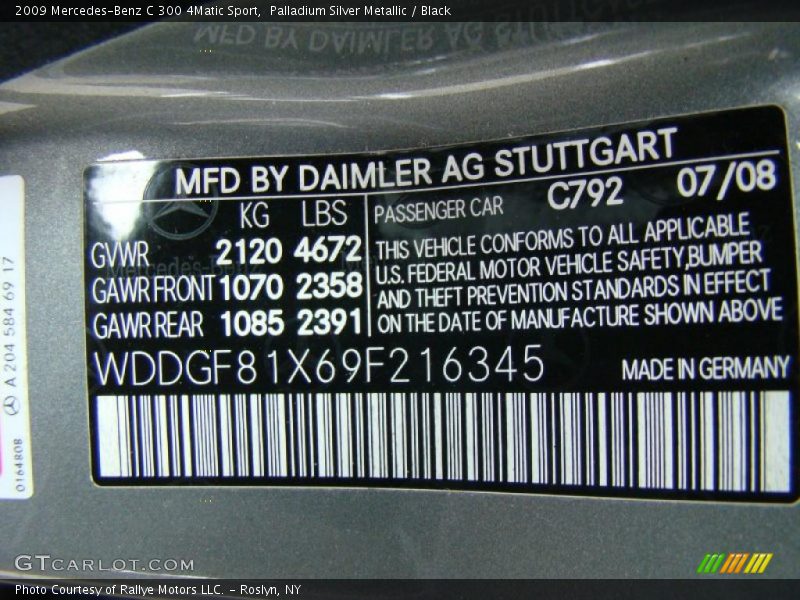 2009 Mercedes-Benz C 300 4Matic Sport, Palladium Silver Metallic / Black
MFD BY DAIMLER AG STUTTGART
KG LBS
GVWR 2120 4672
GAWR FRONT 1070 2358
GAWR REAR 1085 2391
PASSENGER CAR C792 07/08
THIS VEHICLE CONFORMS TO ALL APPLICABLE
U.S. FEDERAL MOTOR VEHICLE SAFETY, BUMPER
AND THEFT PREVENTION STANDARDS IN EFFECT
ON THE DATE OF MANUFACTURE SHOWN ABOVE
WDDGF81X69F216345 MADE IN GERMANY
A 204 584 69 17
0164808
GTCARLOT.COM
Photo Courtesy of Rallye Motors LLC. - Roslyn, NY